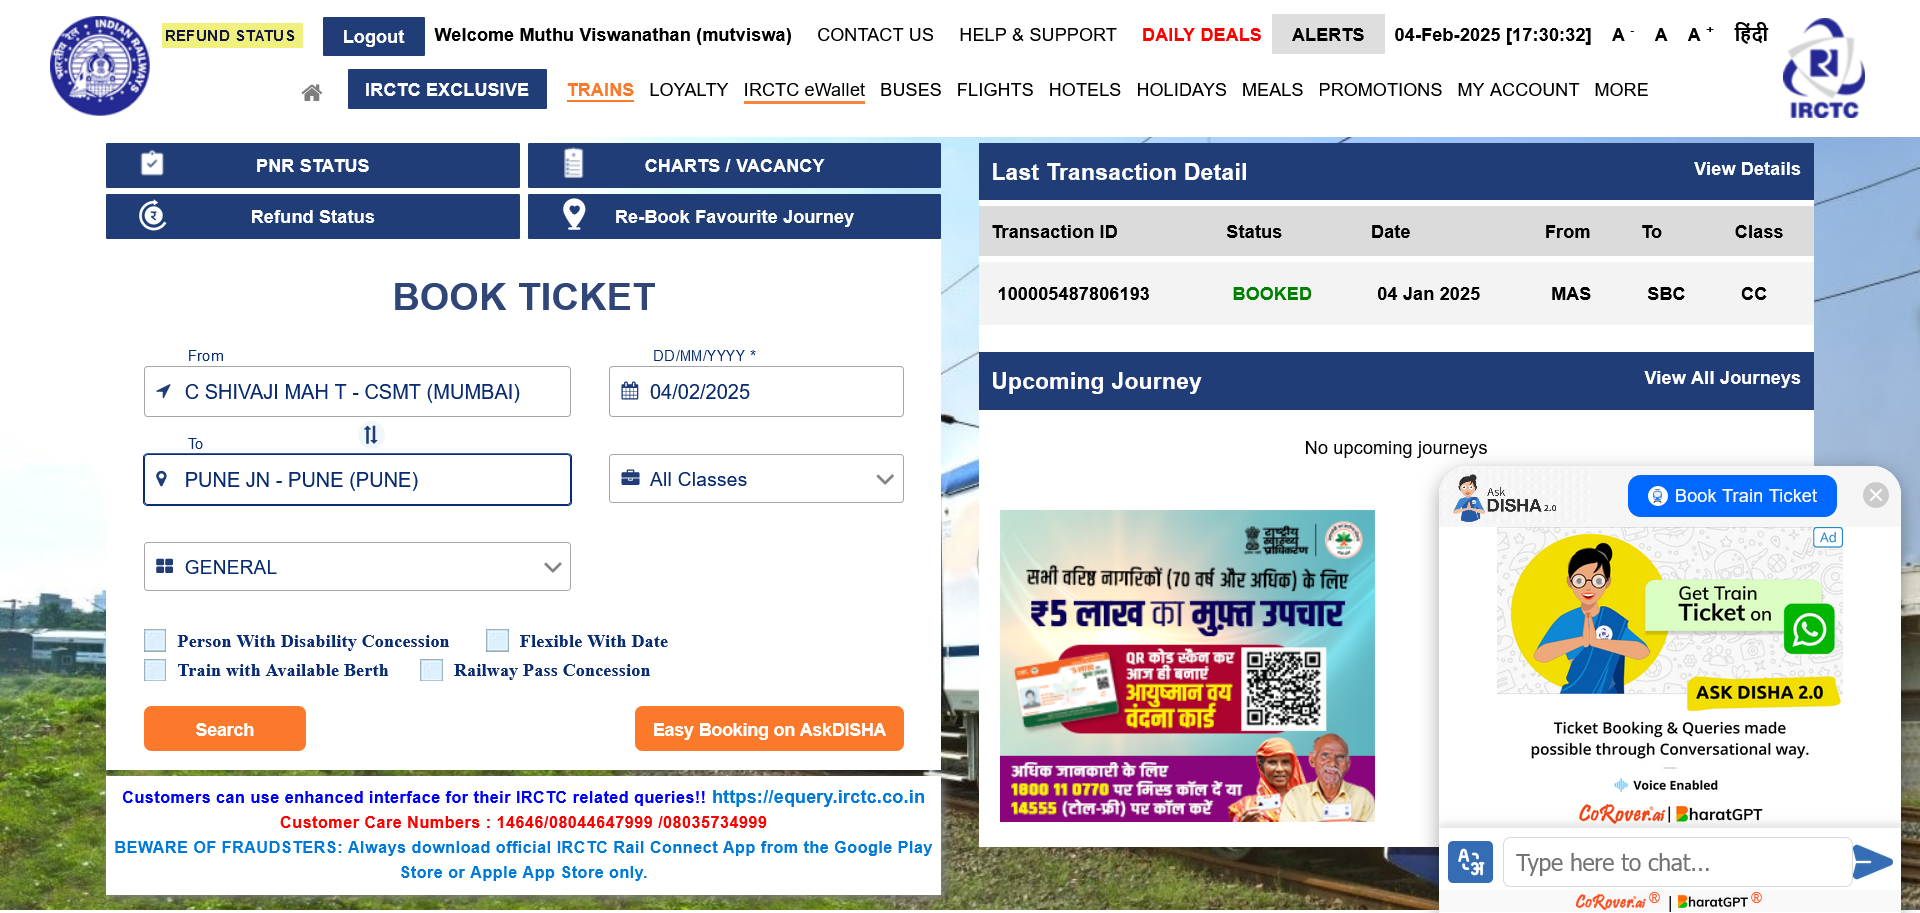 REFUND STATUS
Logout
Welcome Muthu Viswanathan (mutviswa)
CONTACT US
HELP & SUPPORT
DAILY DEALS
ALERTS
04-Feb-2025 [17:30:32]
A -
A
A +
हिंदी
INDIAN RAILWAYS
भारतीय रेल
IRCTC
IRCTC EXCLUSIVE
TRAINS
LOYALTY
IRCTC eWallet
BUSES
FLIGHTS
HOTELS
HOLIDAYS
MEALS
PROMOTIONS
MY ACCOUNT
MORE
PNR STATUS
CHARTS / VACANCY
Refund Status
Re-Book Favourite Journey
BOOK TICKET
From
C SHIVAJI MAH T - CSMT (MUMBAI)
DD/MM/YYYY *
04/02/2025
To
PUNE JN - PUNE (PUNE)
All Classes
GENERAL
Person With Disability Concession
Flexible With Date
Train with Available Berth
Railway Pass Concession
Search
Easy Booking on AskDISHA
Customers can use enhanced interface for their IRCTC related queries!! https://equery.irctc.co.in
Customer Care Numbers : 14646/08044647999 /08035734999
BEWARE OF FRAUDSTERS: Always download official IRCTC Rail Connect App from the Google Play
Store or Apple App Store only.
Last Transaction Detail
View Details
Transaction ID Status Date From To Class
100005487806193 BOOKED 04 Jan 2025 MAS SBC CC
Upcoming Journey
View All Journeys
No upcoming journeys
राष्ट्रीय
स्वास्थ्य
प्राधिकरण
सभी वरिष्ठ नागरिकों (70 वर्ष और अधिक) के लिए
₹5 लाख का मुफ़्त उपचार
QR कोड स्कैन कर
आज ही बनाएं
आयुष्मान वय
वंदना कार्ड
अधिक जानकारी के लिए
1800 11 0770 पर मिस्ड कॉल दें या
14555 (टोल-फ्री) पर कॉल करें
Ask
DISHA 2.0
Book Train Ticket
Ad
Get Train
Ticket on
ASK DISHA 2.0
Ticket Booking & Queries made
possible through Conversational way.
Voice Enabled
CoRover.ai | BharatGPT
A अ
Type here to chat...
CoRover.ai ® | BharatGPT ®